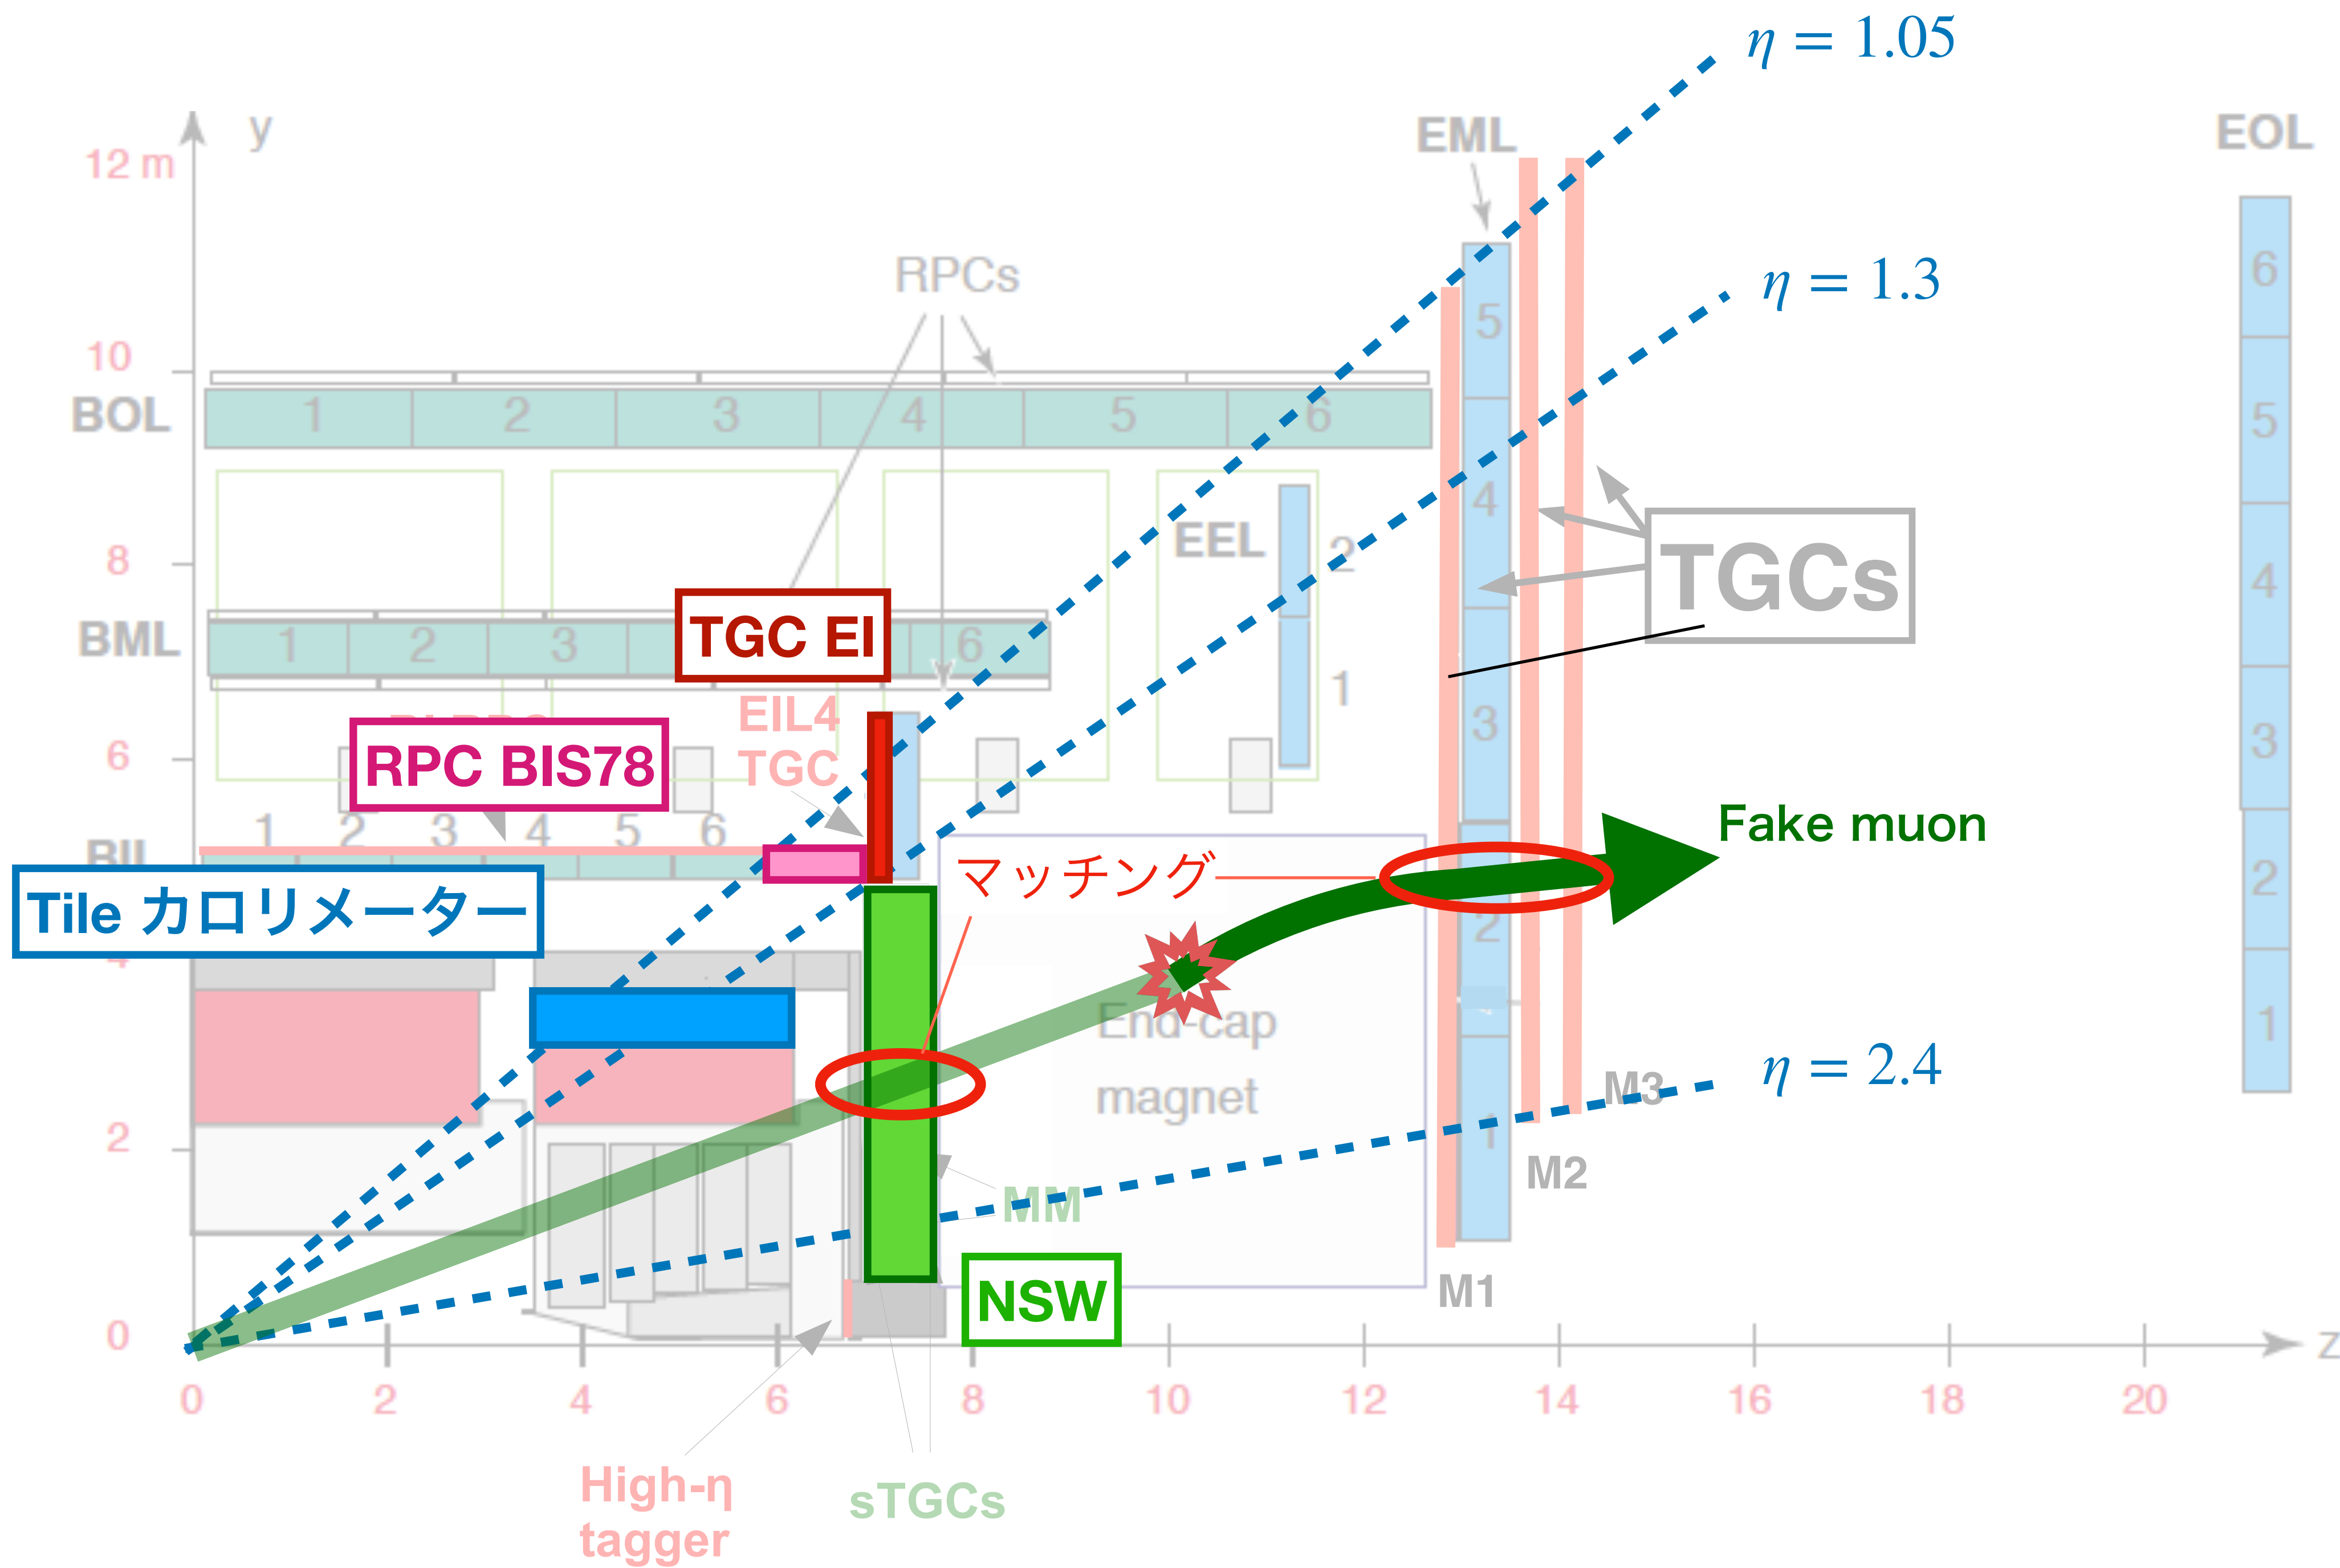 η = 1.05
y
EML
EOL
12 m
RPCs
η = 1.3
6
5
10
BOL
1
2
3
4
5
6
5
4
EEL
2
TGCs
8
4
BML
1
2
3
6
TGC EI
1
3
3
EIL4
TGC
6
RPC BIS78
1
2
3
4
5
6
Fake muon
マッチング
2
Tile カロリメーター
2
4
End-cap
magnet
1
η = 2.4
M3
2
1
M2
MM
NSW
M1
0
z
0
2
4
6
8
10
12
14
16
18
20
High-η
tagger
sTGCs